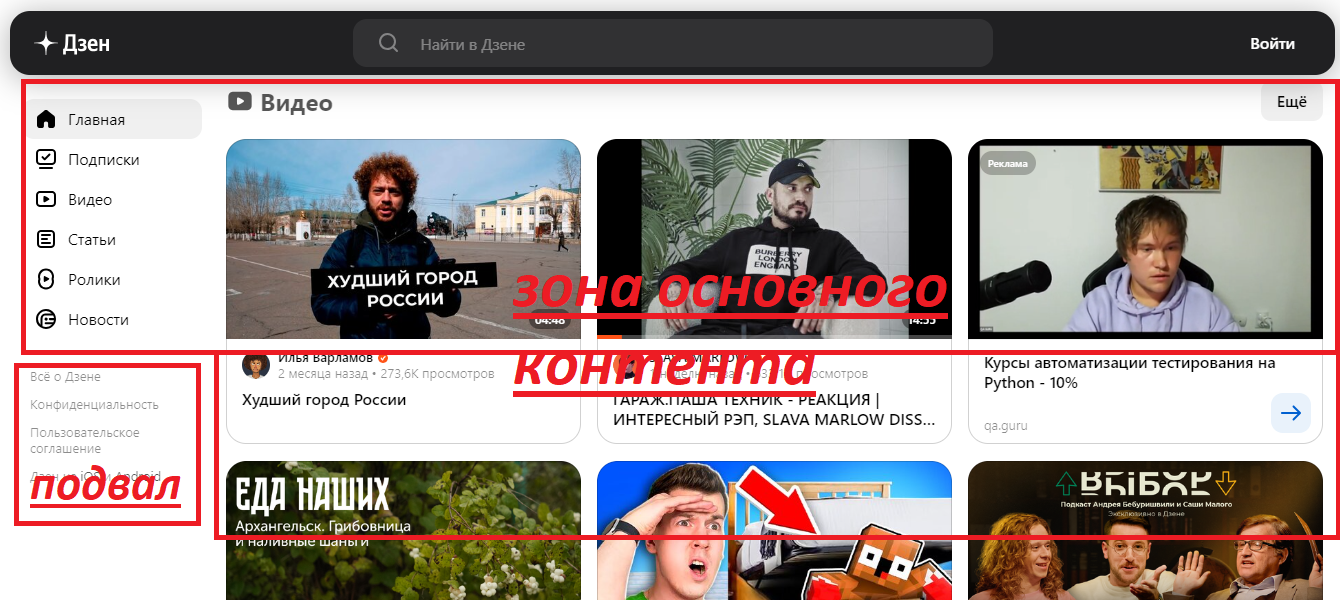 Дзен
Найти в Дзене
Войти
Главная
Подписки
Видео
Статьи
Ролики
Новости
Всё о Дзене
Конфиденциальность
Пользовательское
соглашение
Дзен на iOS и Android
подвал
Видео
Ещё
ХУДШИЙ ГОРОД
РОССИИ
04:48
Илья Варламов
2 месяца назад • 273,6K просмотров
Худший город России
BURBERRY
LONDON
ENGLAND
14:55
зона основного
контента
просмотров
ГАРАЖ.ПАША ТЕХНИК - РЕАКЦИЯ |
ИНТЕРЕСНЫЙ РЭП, SLAVA MARLOW DISS...
Реклама
Курсы автоматизации тестирования на
Python - 10%
qa.guru
ЕДА НАШИХ
Архангельск. Грибовница
и наливные шаньги
ВЫБОР
Подкаст Андрея Бебуришвили и Саши Малого
Эксклюзивно в Дзене